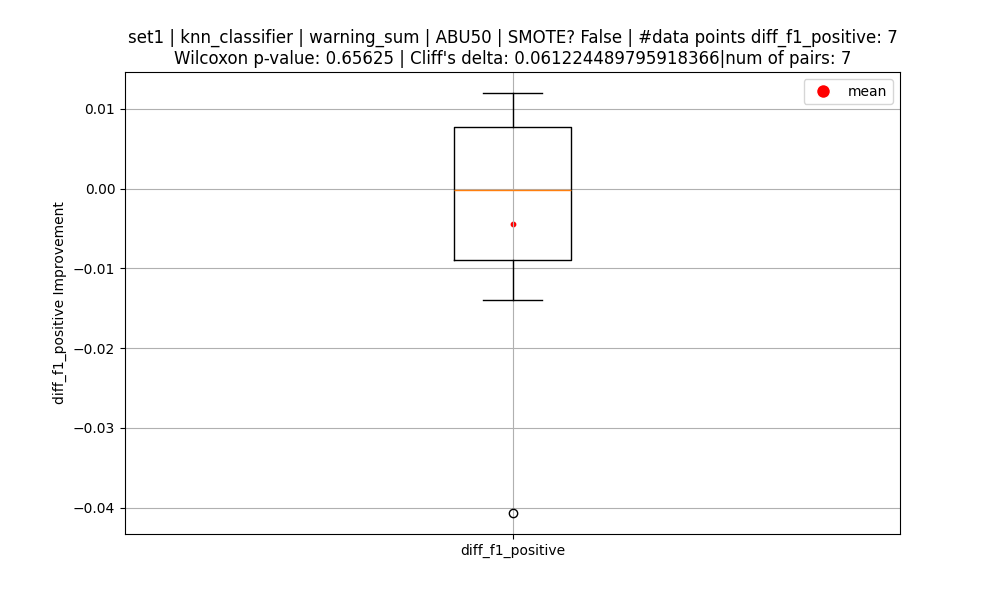 set1 | knn_classifier | warning_sum | ABU50 | SMOTE? False | #data points diff_f1_positive: 7
Wilcoxon p-value: 0.65625 | Cliff's delta: 0.061224489795918366|num of pairs: 7
mean
0.01
0.00
−0.01
−0.02
−0.03
−0.04
diff_f1_positive Improvement
diff_f1_positive